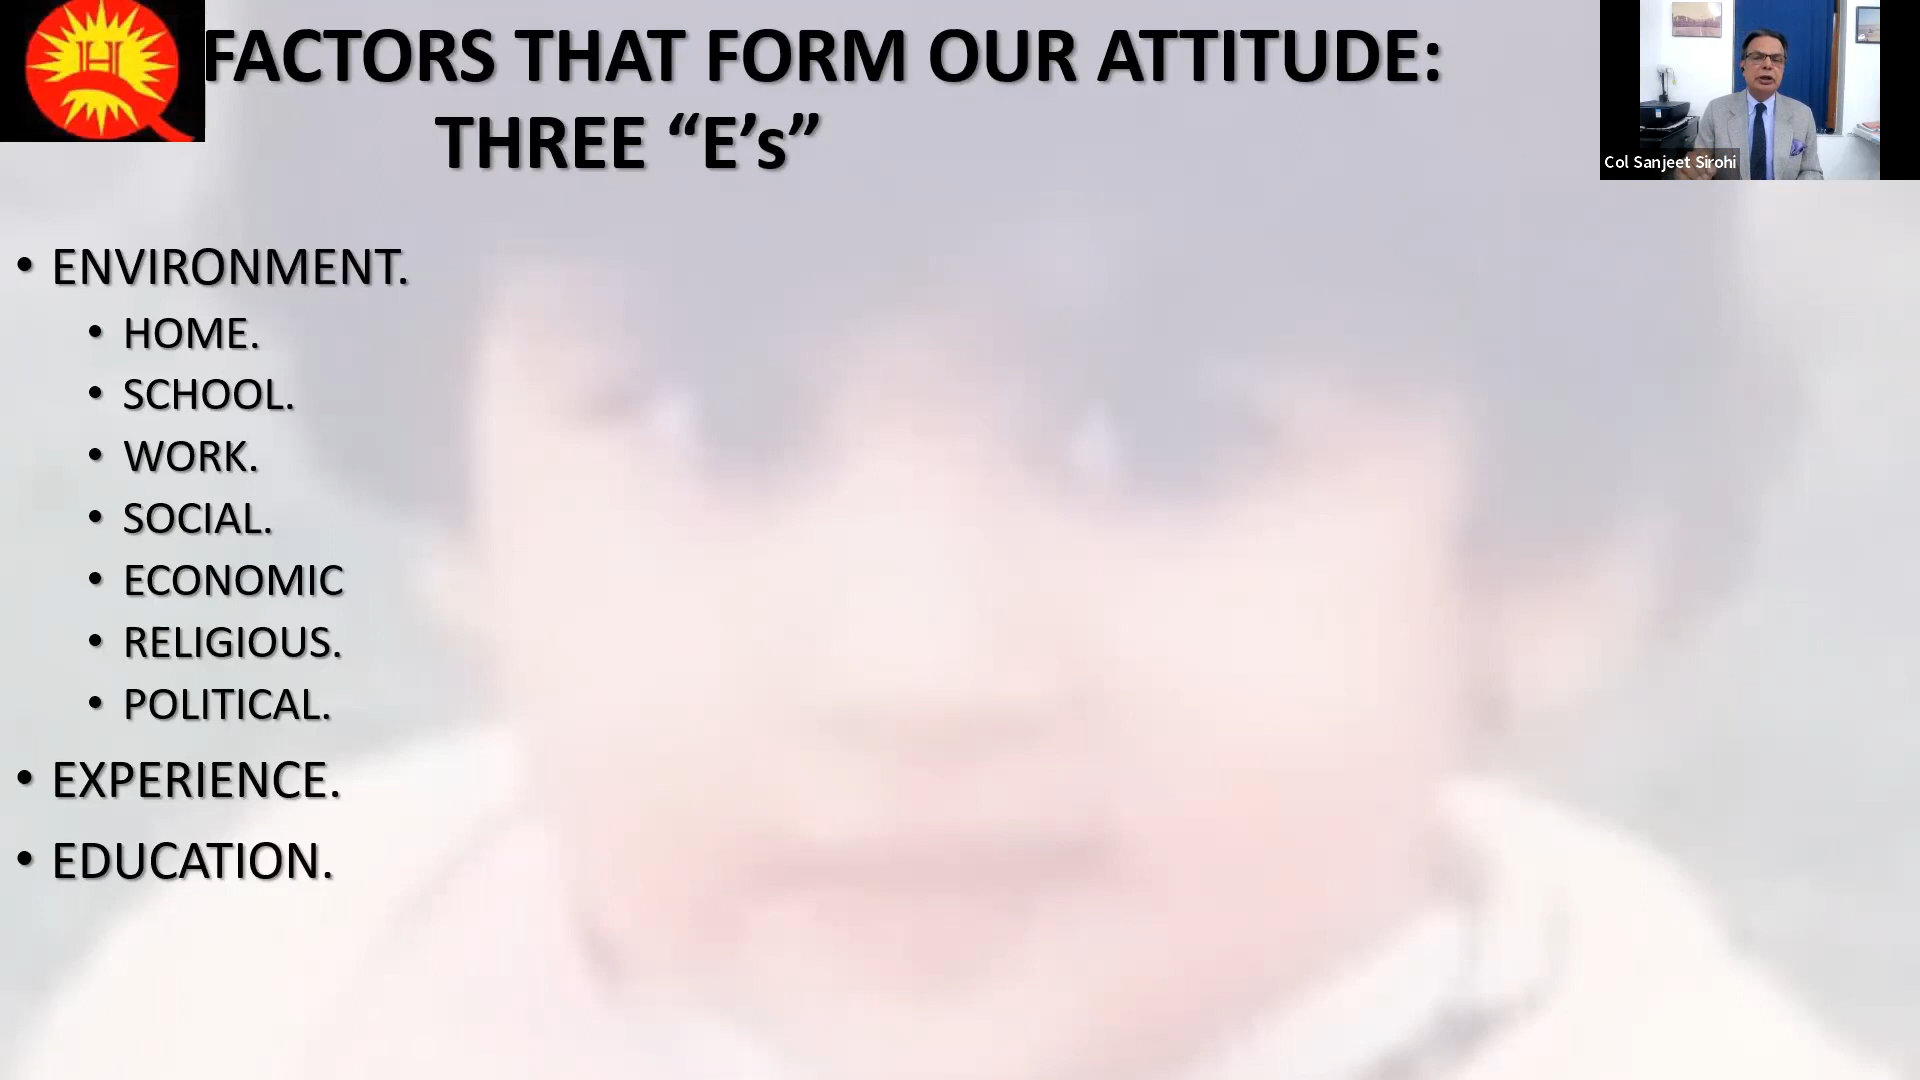 FACTORS THAT FORM OUR ATTITUDE:
THREE “E’s”
Col Sanjeet Sirohi
• ENVIRONMENT.
• HOME.
• SCHOOL.
• WORK.
• SOCIAL.
• ECONOMIC
• RELIGIOUS.
• POLITICAL.
• EXPERIENCE.
• EDUCATION.
H